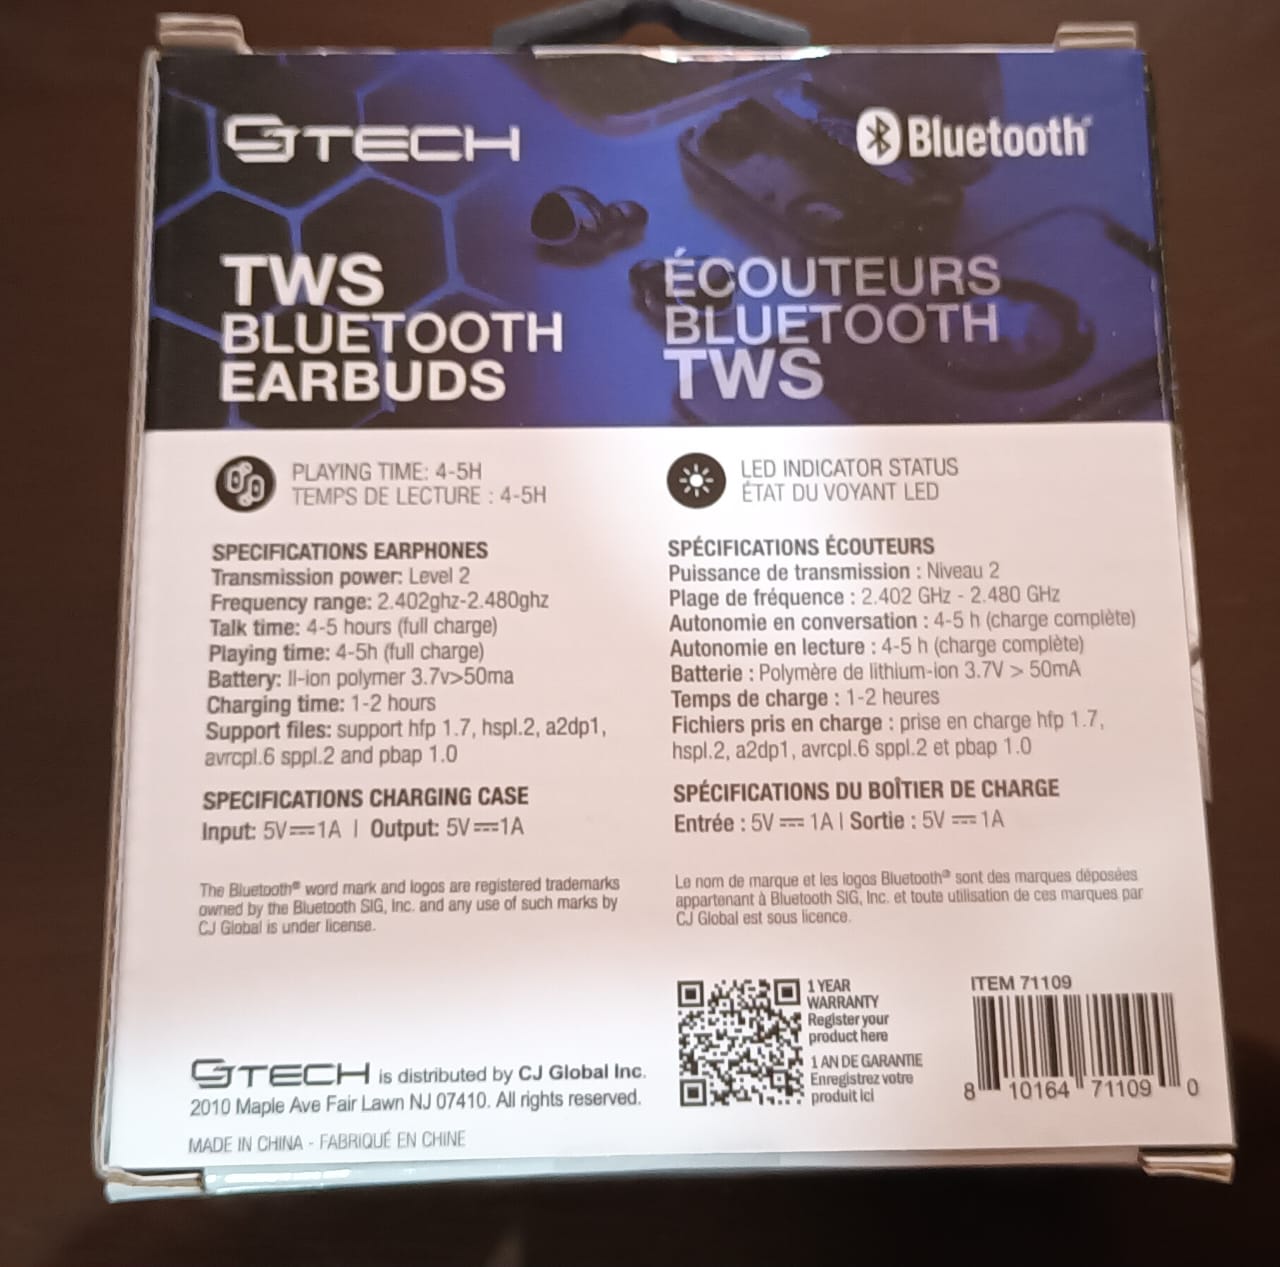 CJTECH
Bluetooth®
TWS
BLUETOOTH
EARBUDS
ÉCOUTEURS
BLUETOOTH
TWS
PLAYING TIME: 4-5H
TEMPS DE LECTURE : 4-5H
LED INDICATOR STATUS
ÉTAT DU VOYANT LED
SPECIFICATIONS EARPHONES
Transmission power: Level 2
Frequency range: 2.402ghz-2.480ghz
Talk time: 4-5 hours (full charge)
Playing time: 4-5h (full charge)
Battery: II-ion polymer 3.7v>50ma
Charging time: 1-2 hours
Support files: support hfp 1.7, hspl.2, a2dp1,
avrcpl.6 sppl.2 and pbap 1.0
SPECIFICATIONS CHARGING CASE
Input: 5V⎓1A | Output: 5V⎓1A
The Bluetooth® word mark and logos are registered trademarks
owned by the Bluetooth SIG, Inc. and any use of such marks by
CJ Global is under license.
SPÉCIFICATIONS ÉCOUTEURS
Puissance de transmission : Niveau 2
Plage de fréquence : 2.402 GHz - 2.480 GHz
Autonomie en conversation : 4-5 h (charge complète)
Autonomie en lecture : 4-5 h (charge complète)
Batterie : Polymère de lithium-ion 3.7V > 50mA
Temps de charge : 1-2 heures
Fichiers pris en charge : prise en charge hfp 1.7,
hspl.2, a2dp1, avrcpl.6 sppl.2 et pbap 1.0
SPÉCIFICATIONS DU BOÎTIER DE CHARGE
Entrée : 5V ⎓ 1A | Sortie : 5V ⎓ 1A
Le nom de marque et les logos Bluetooth® sont des marques déposées
appartenant à Bluetooth SIG, Inc. et toute utilisation de ces marques par
CJ Global est sous licence.
CJTECH is distributed by CJ Global Inc.
2010 Maple Ave Fair Lawn NJ 07410. All rights reserved.
MADE IN CHINA - FABRIQUÉ EN CHINE
1 YEAR
WARRANTY
Register your
product here
1 AN DE GARANTIE
Enregistrez votre
produit ici
ITEM 71109
8 10164 71109 0